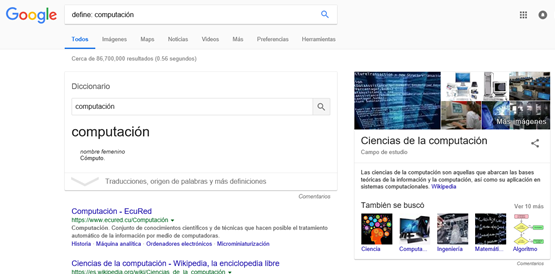 Google
define: computación
Todos Imágenes Maps Noticias Videos Más Preferencias Herramientas
Cerca de 86,700,000 resultados (0.56 segundos)
Diccionario
computación
computación
nombre femenino
Cómputo.
Traducciones, origen de palabras y más definiciones
Comentarios
Computación - EcuRed
https://www.ecured.cu/Computación
Computación. Conjunto de conocimientos científicos y de técnicas que hacen posible el tratamiento
automático de la información por medio de computadoras.
Historia · Máquina analítica · Ordenadores electrónicos · Microminiaturización
Ciencias de la computación - Wikipedia, la enciclopedia libre
https://es.wikipedia.org/wiki/Ciencias_de_la_computación
Más imágenes
Ciencias de la computación
Campo de estudio
Las ciencias de la computación son aquellas que abarcan las bases
teóricas de la información y la computación, así como su aplicación en
sistemas computacionales. Wikipedia
También se buscó Ver 10 más
Ciencia Computa... Ingeniería Matemáti... Algoritmo
Comentarios